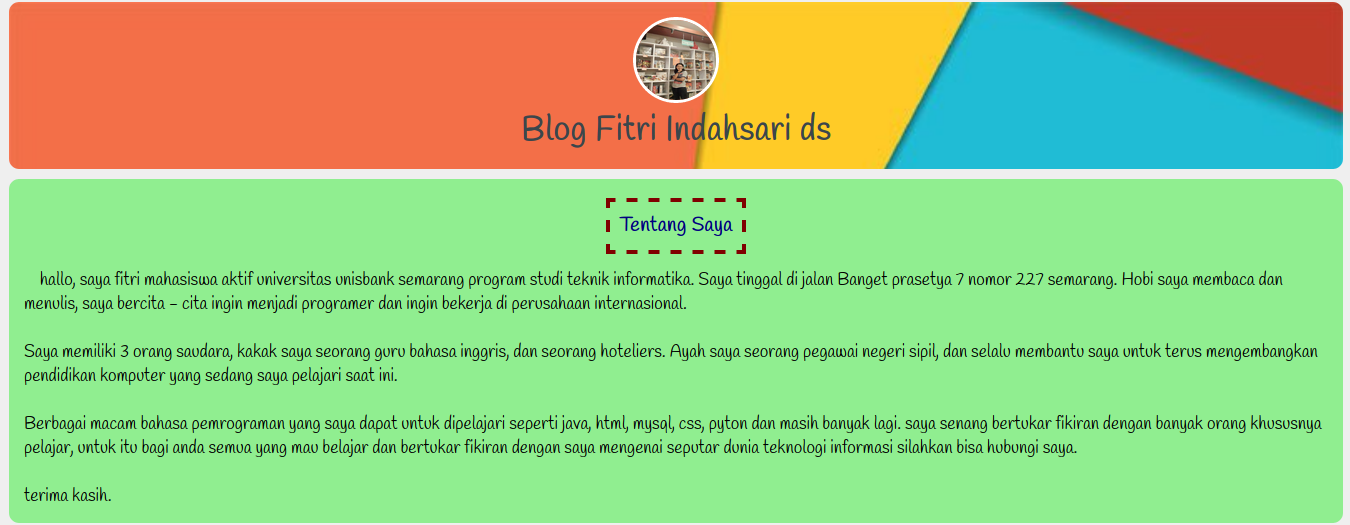 Blog Fitri Indahsari ds
Tentang Saya
hallo, saya fitri mahasiswa aktif universitas unisbank semarang program studi teknik informatika. Saya tinggal di jalan Banget prasetya 7 nomor 227 semarang. Hobi saya membaca dan
menulis, saya bercita - cita ingin menjadi programer dan ingin bekerja di perusahaan internasional.
Saya memiliki 3 orang saudara, kakak saya seorang guru bahasa inggris, dan seorang hoteliers. Ayah saya seorang pegawai negeri sipil, dan selalu membantu saya untuk terus mengembangkan
pendidikan komputer yang sedang saya pelajari saat ini.
Berbagai macam bahasa pemrograman yang saya dapat untuk dipelajari seperti java, html, mysql, css, pyton dan masih banyak lagi. saya senang bertukar fikiran dengan banyak orang khususnya
pelajar, untuk itu bagi anda semua yang mau belajar dan bertukar fikiran dengan saya mengenai seputar dunia teknologi informasi silahkan bisa hubungi saya.
terima kasih.